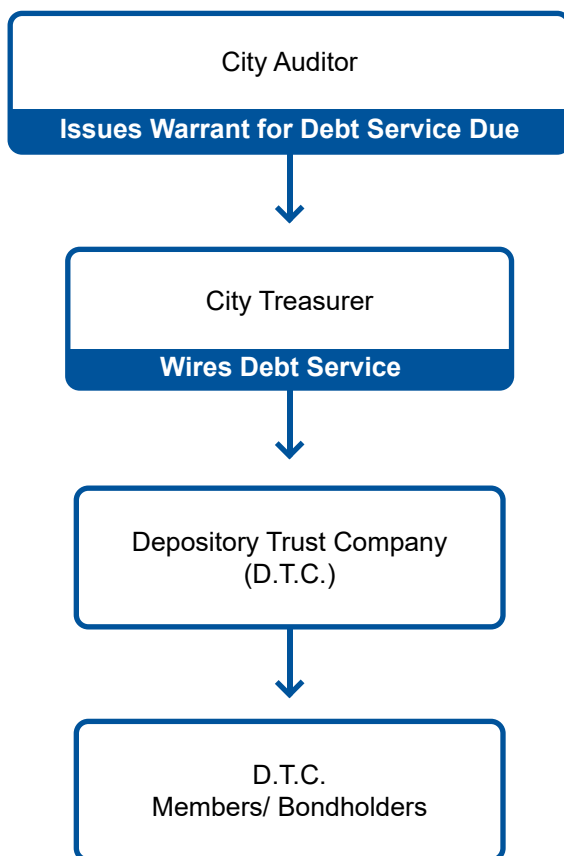 City Auditor
Issues Warrant for Debt Service Due
City Treasurer
Wires Debt Service
Depository Trust Company
(D.T.C.)
D.T.C.
Members/ Bondholders